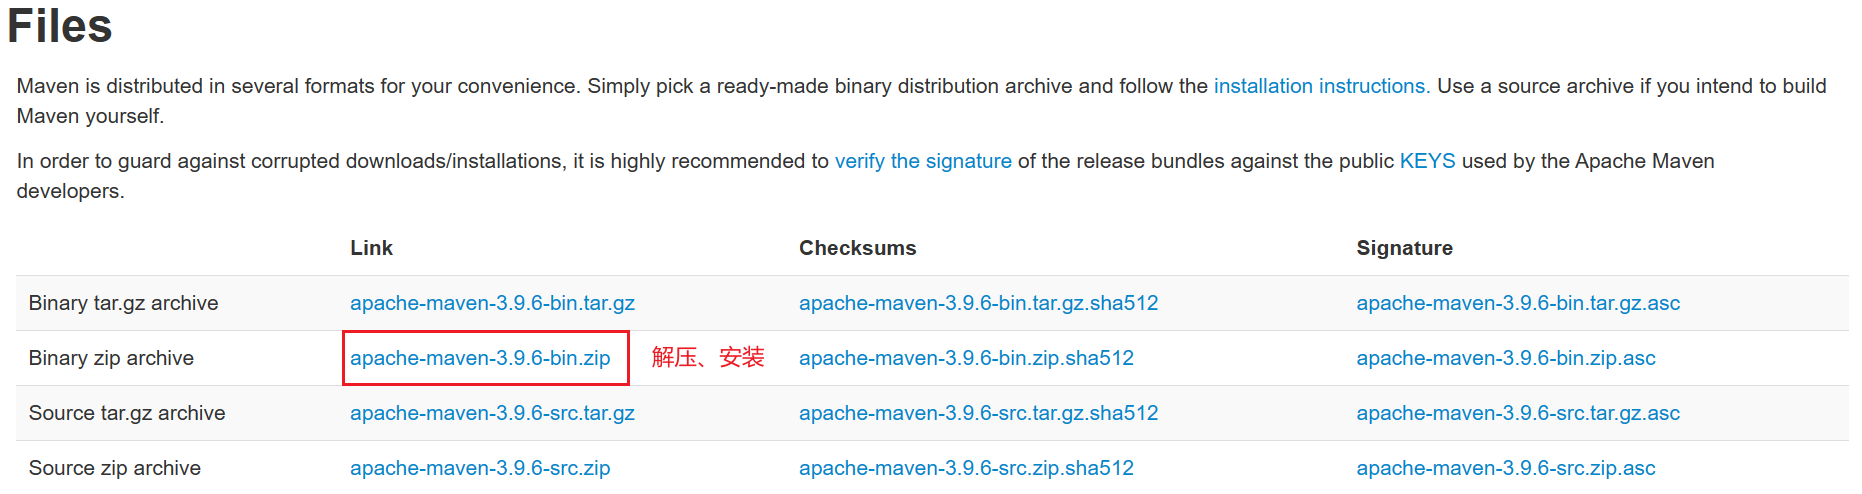 Files
Maven is distributed in several formats for your convenience. Simply pick a ready-made binary distribution archive and follow the installation instructions. Use a source archive if you intend to build
Maven yourself.
In order to guard against corrupted downloads/installations, it is highly recommended to verify the signature of the release bundles against the public KEYS used by the Apache Maven
developers.
Link Checksums Signature
Binary tar.gz archive apache-maven-3.9.6-bin.tar.gz apache-maven-3.9.6-bin.tar.gz.sha512 apache-maven-3.9.6-bin.tar.gz.asc
Binary zip archive apache-maven-3.9.6-bin.zip 解压、安装 apache-maven-3.9.6-bin.zip.sha512 apache-maven-3.9.6-bin.zip.asc
Source tar.gz archive apache-maven-3.9.6-src.tar.gz apache-maven-3.9.6-src.tar.gz.sha512 apache-maven-3.9.6-src.tar.gz.asc
Source zip archive apache-maven-3.9.6-src.zip apache-maven-3.9.6-src.zip.sha512 apache-maven-3.9.6-src.zip.asc